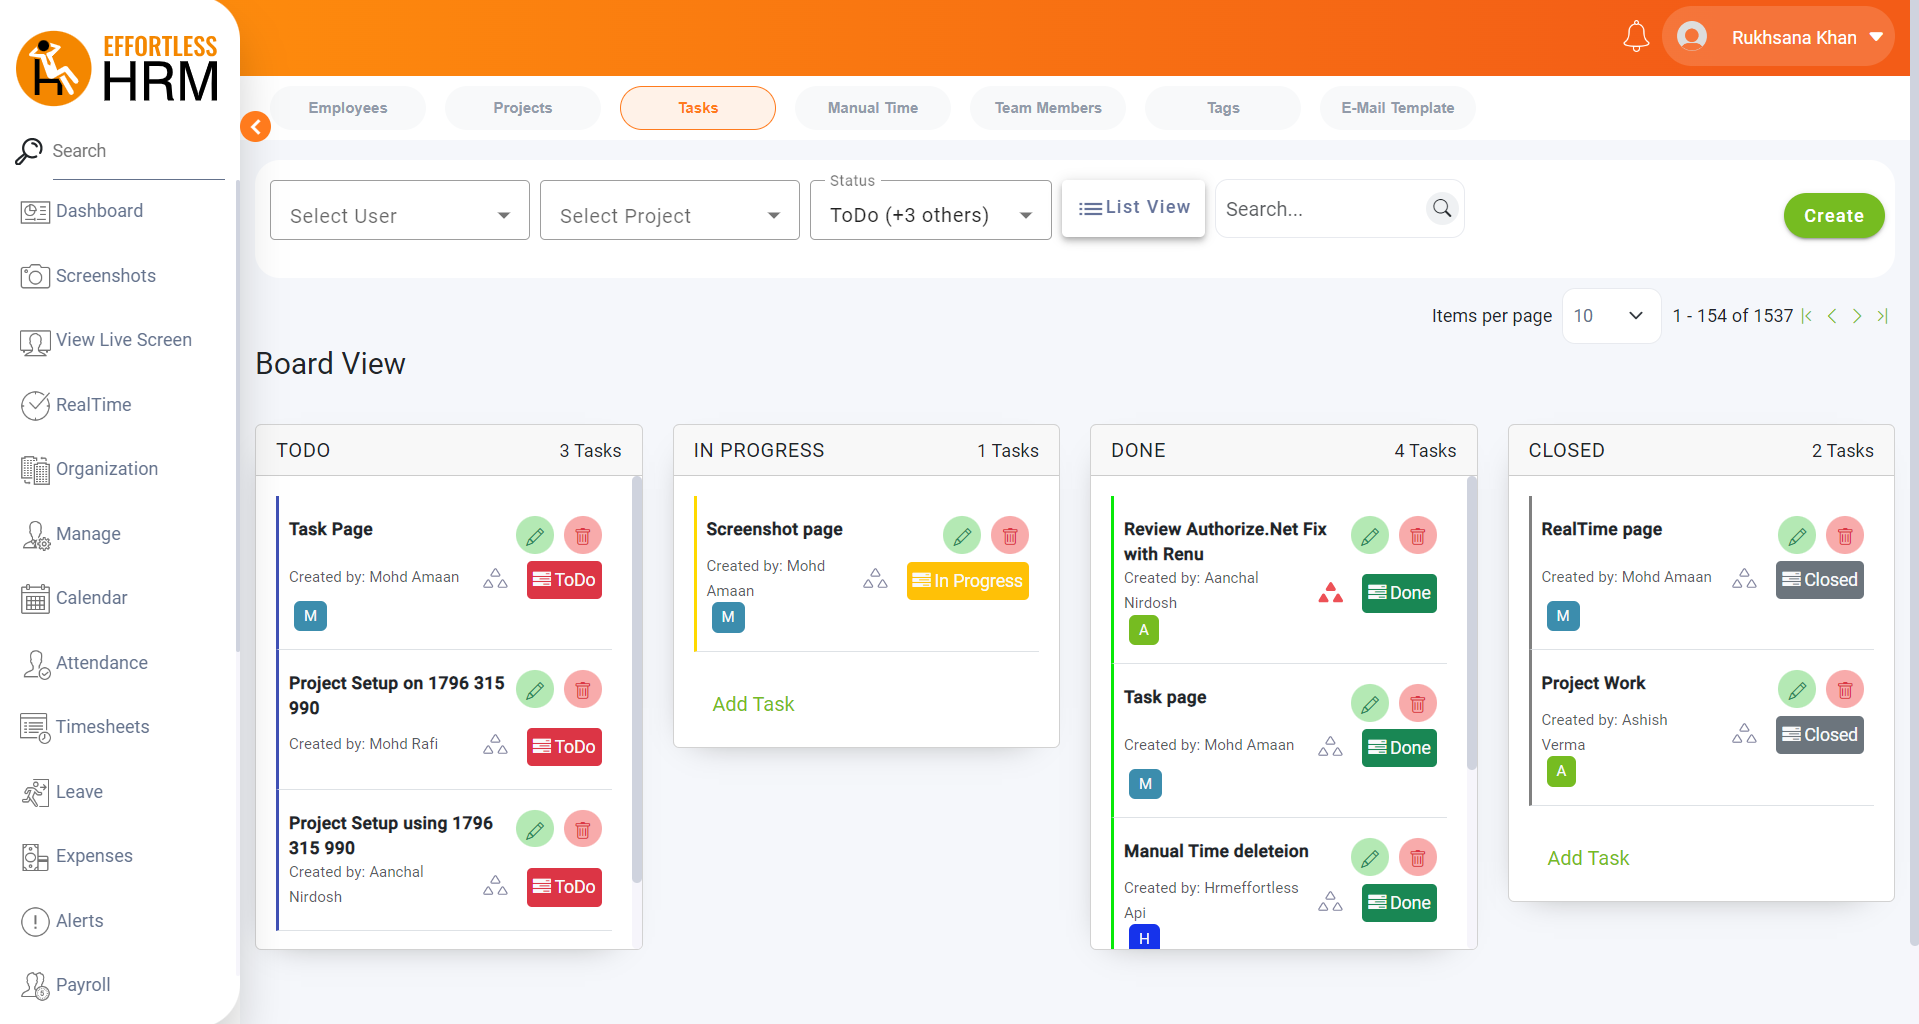 EFFORTLESS
HRM
Rukhsana Khan
Employees
Projects
Tasks
Manual Time
Team Members
Tags
E-Mail Template
Search
Dashboard
Screenshots
View Live Screen
RealTime
Organization
Manage
Calendar
Attendance
Timesheets
Leave
Expenses
Alerts
Payroll
Select User
Select Project
Status
ToDo (+3 others)
List View
Search...
Create
Items per page
10
1 - 154 of 1537
Board View
TODO
3 Tasks
Task Page
Created by: Mohd Amaan
ToDo
M
Project Setup on 1796 315
990
Created by: Mohd Rafi
ToDo
Project Setup using 1796
315 990
Created by: Aanchal
Nirdosh
ToDo
IN PROGRESS
1 Tasks
Screenshot page
Created by: Mohd
Amaan
In Progress
M
Add Task
DONE
4 Tasks
Review Authorize.Net Fix
with Renu
Created by: Aanchal
Nirdosh
Done
A
Task page
Created by: Mohd Amaan
Done
M
Manual Time deleteion
Created by: Hrmeffortless
Api
Done
H
CLOSED
2 Tasks
RealTime page
Created by: Mohd Amaan
Closed
M
Project Work
Created by: Ashish
Verma
Closed
A
Add Task